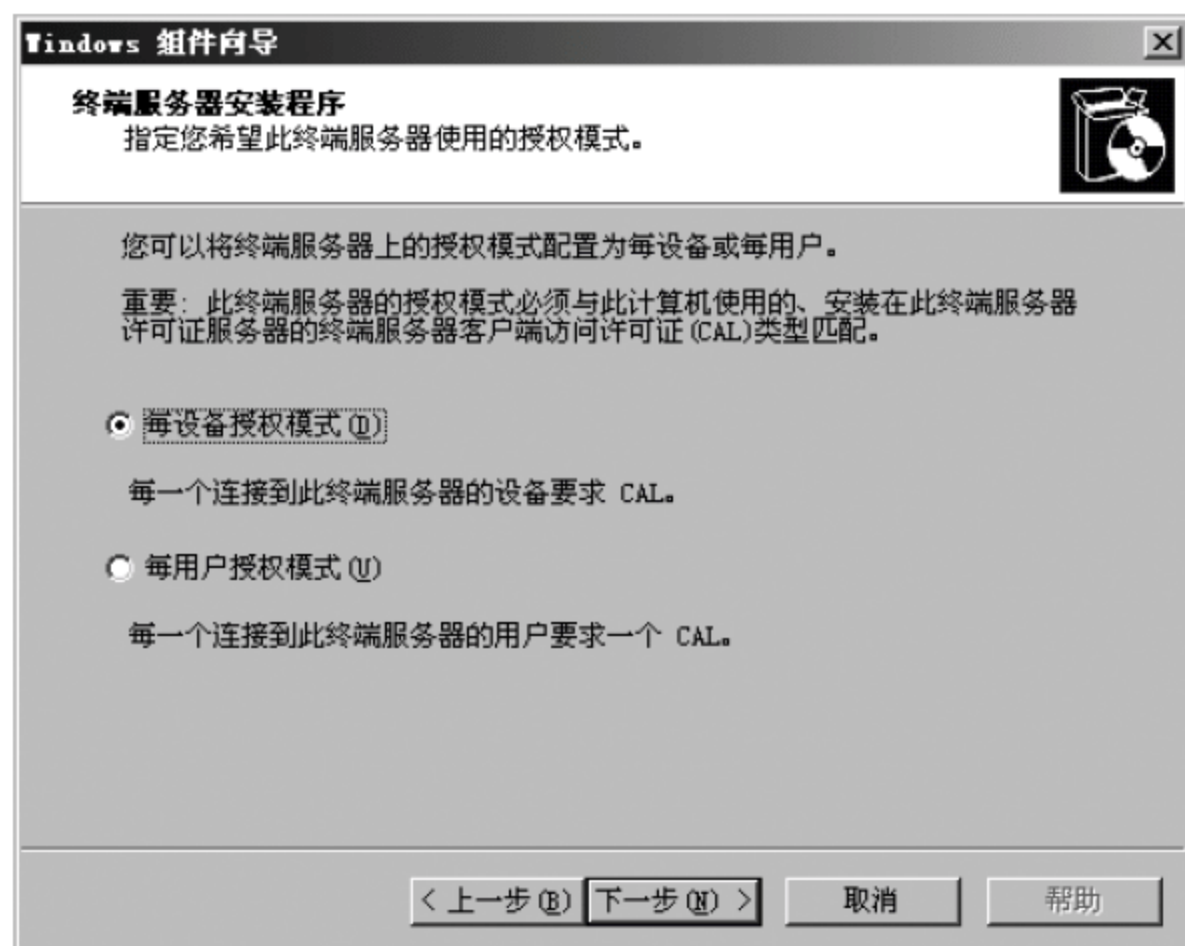 Windows 组件向导
终端服务器安装程序
指定您希望此终端服务器使用的授权模式。
您可以将终端服务器上的授权模式配置为每设备或每用户。
重要: 此终端服务器的授权模式必须与此计算机使用的、安装在此终端服务器
许可证服务器的终端服务器客户端访问许可证(CAL)类型匹配。
每设备授权模式(D)
每一个连接到此终端服务器的设备要求 CAL。
每用户授权模式(U)
每一个连接到此终端服务器的用户要求一个 CAL。
< 上一步(B) 下一步(N) > 取消 帮助